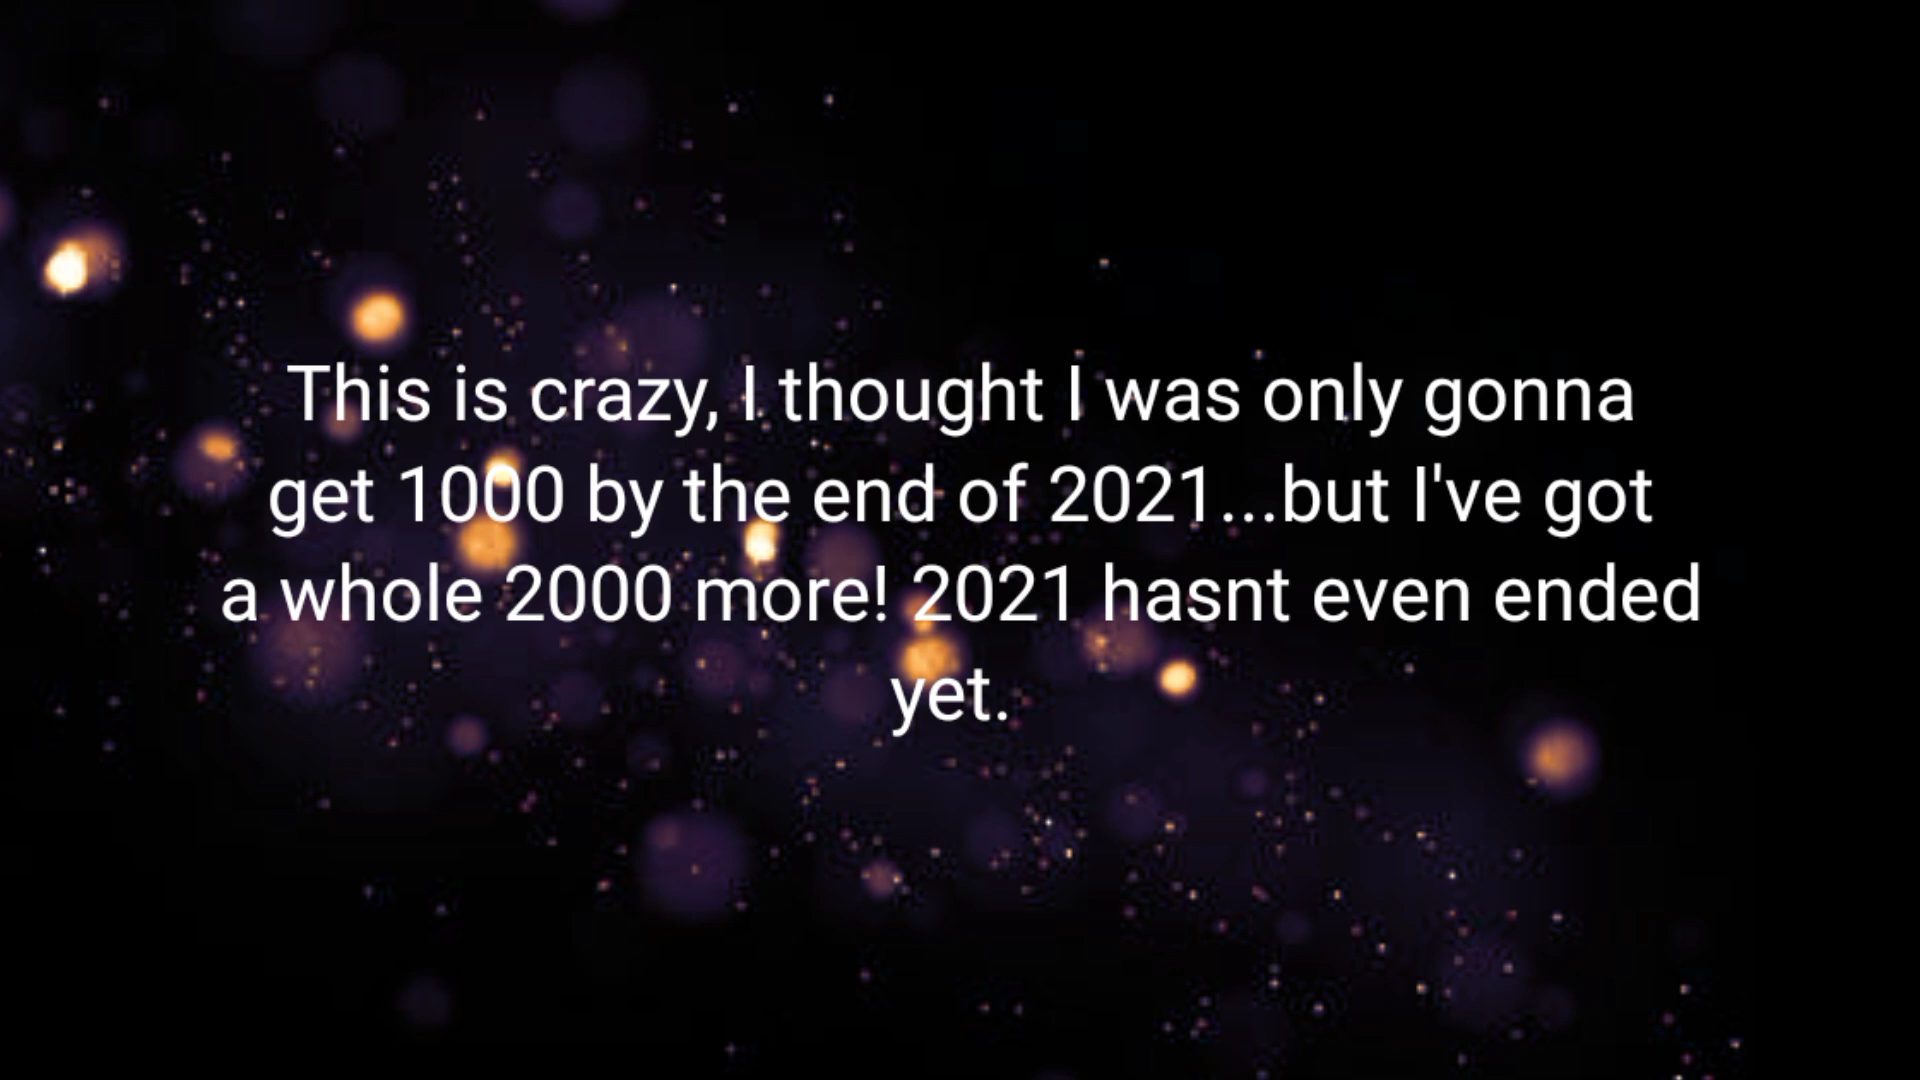 This is crazy, I thought I was only gonna
get 1000 by the end of 2021...but I've got
a whole 2000 more! 2021 hasnt even ended
yet.